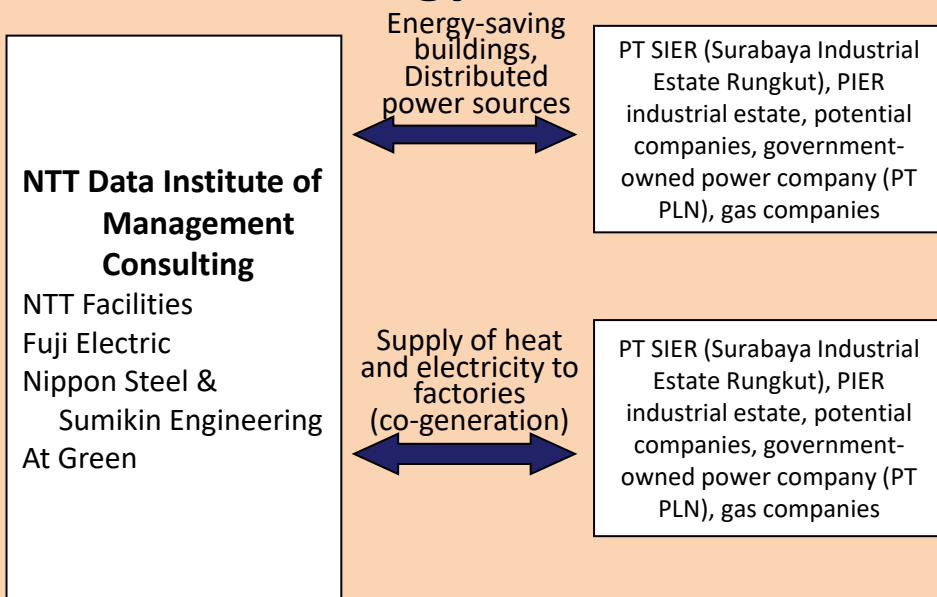 NTT Data Institute of
Management
Consulting
NTT Facilities
Fuji Electric
Nippon Steel &
Sumikin Engineering
At Green
Energy-saving
buildings,
Distributed
power sources
PT SIER (Surabaya Industrial
Estate Rungkut), PIER
industrial estate, potential
companies, government-
owned power company (PT
PLN), gas companies
Supply of heat
and electricity to
factories
(co-generation)
PT SIER (Surabaya Industrial
Estate Rungkut), PIER
industrial estate, potential
companies, government-
owned power company (PT
PLN), gas companies